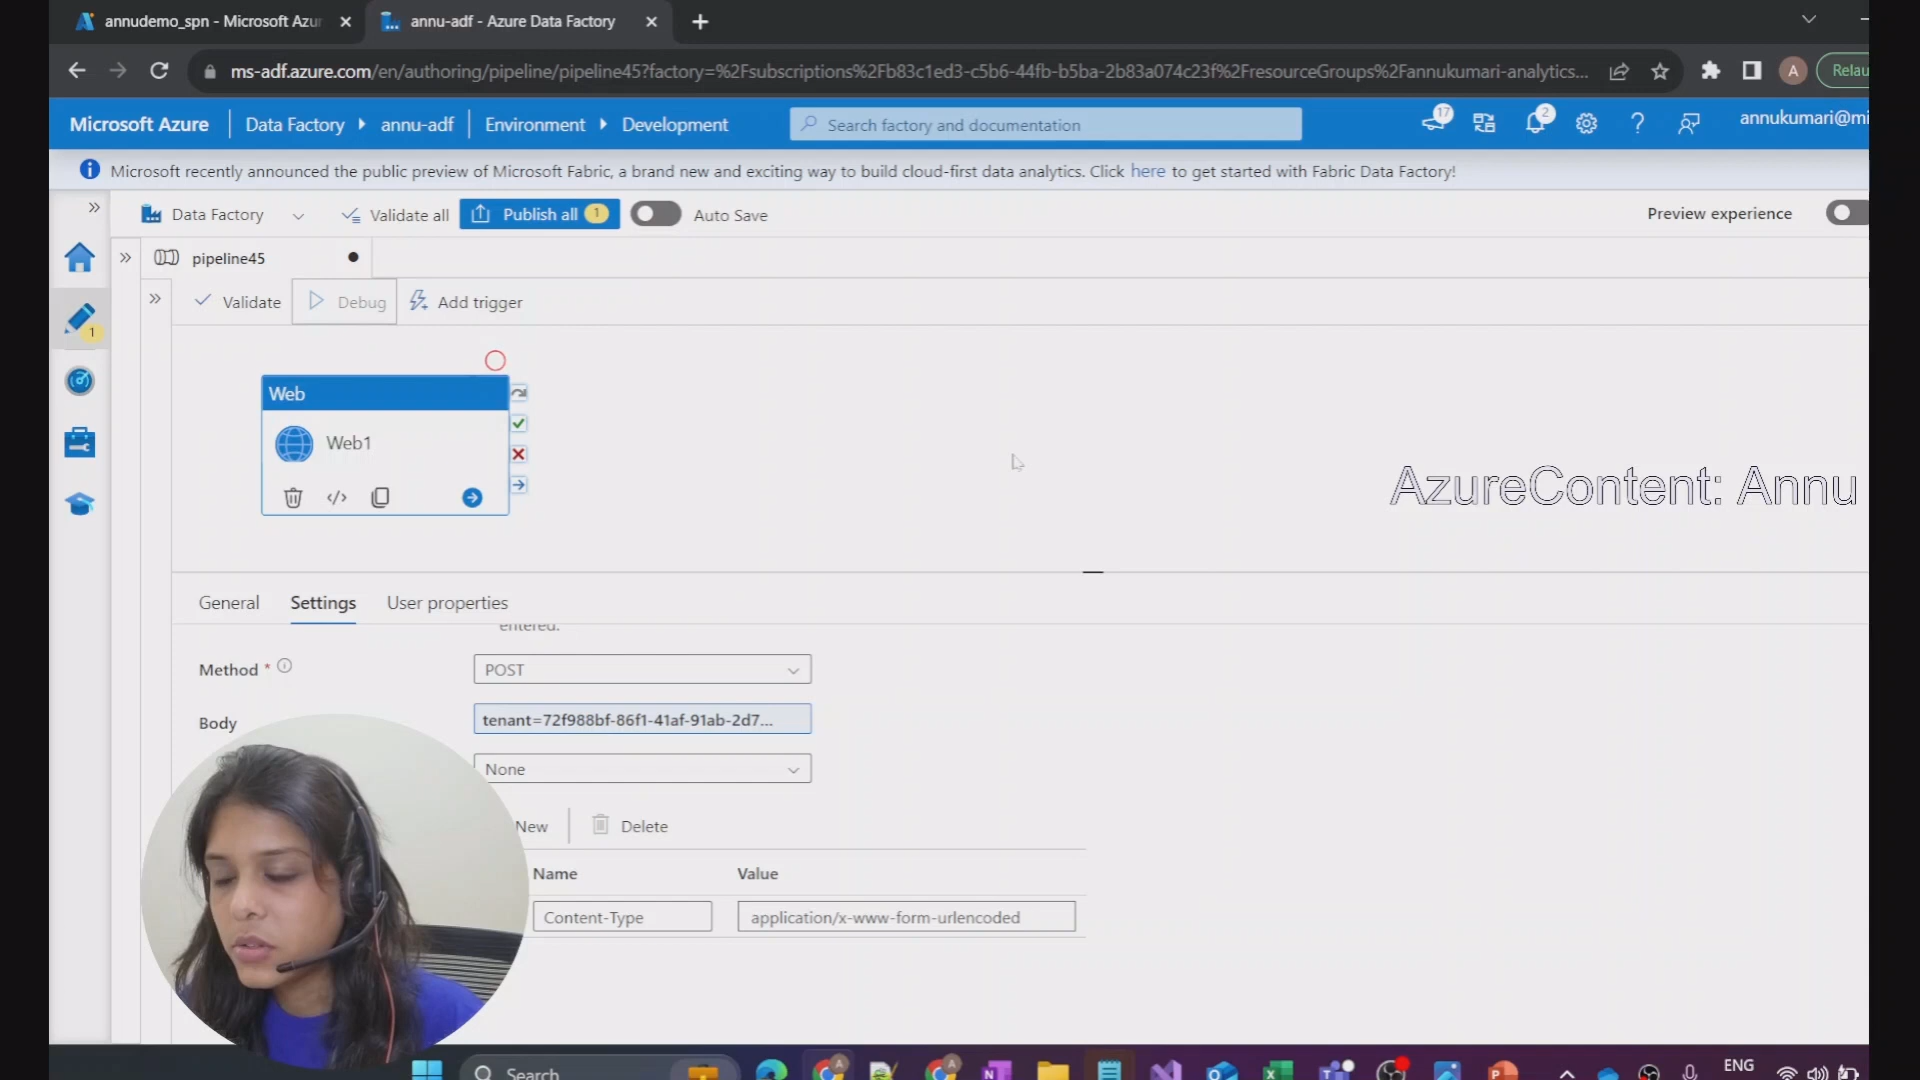 annudemo_spn - Microsoft Azur
annu-adf - Azure Data Factory
ms-adf.azure.com/en/authoring/pipeline/pipeline45?factory=%2Fsubscriptions%2Fb83c1ed3-c5b6-44fb-b5ba-2b83a074c23f%2FresourceGroups%2Fannukumari-analytics...
A
Relau
Microsoft Azure
Data Factory
annu-adf
Environment
Development
Search factory and documentation
17
2
annukumari@mi
Microsoft recently announced the public preview of Microsoft Fabric, a brand new and exciting way to build cloud-first data analytics. Click here to get started with Fabric Data Factory!
Data Factory
Validate all
Publish all 1
Auto Save
Preview experience
pipeline45
1
Validate
Debug
Add trigger
Web
Web1
AzureContent: Annu
General
Settings
User properties
entered.
Method *
POST
Body
tenant=72f988bf-86f1-41af-91ab-2d7...
None
New
Delete
Name
Value
Content-Type
application/x-www-form-urlencoded
Search
ENG